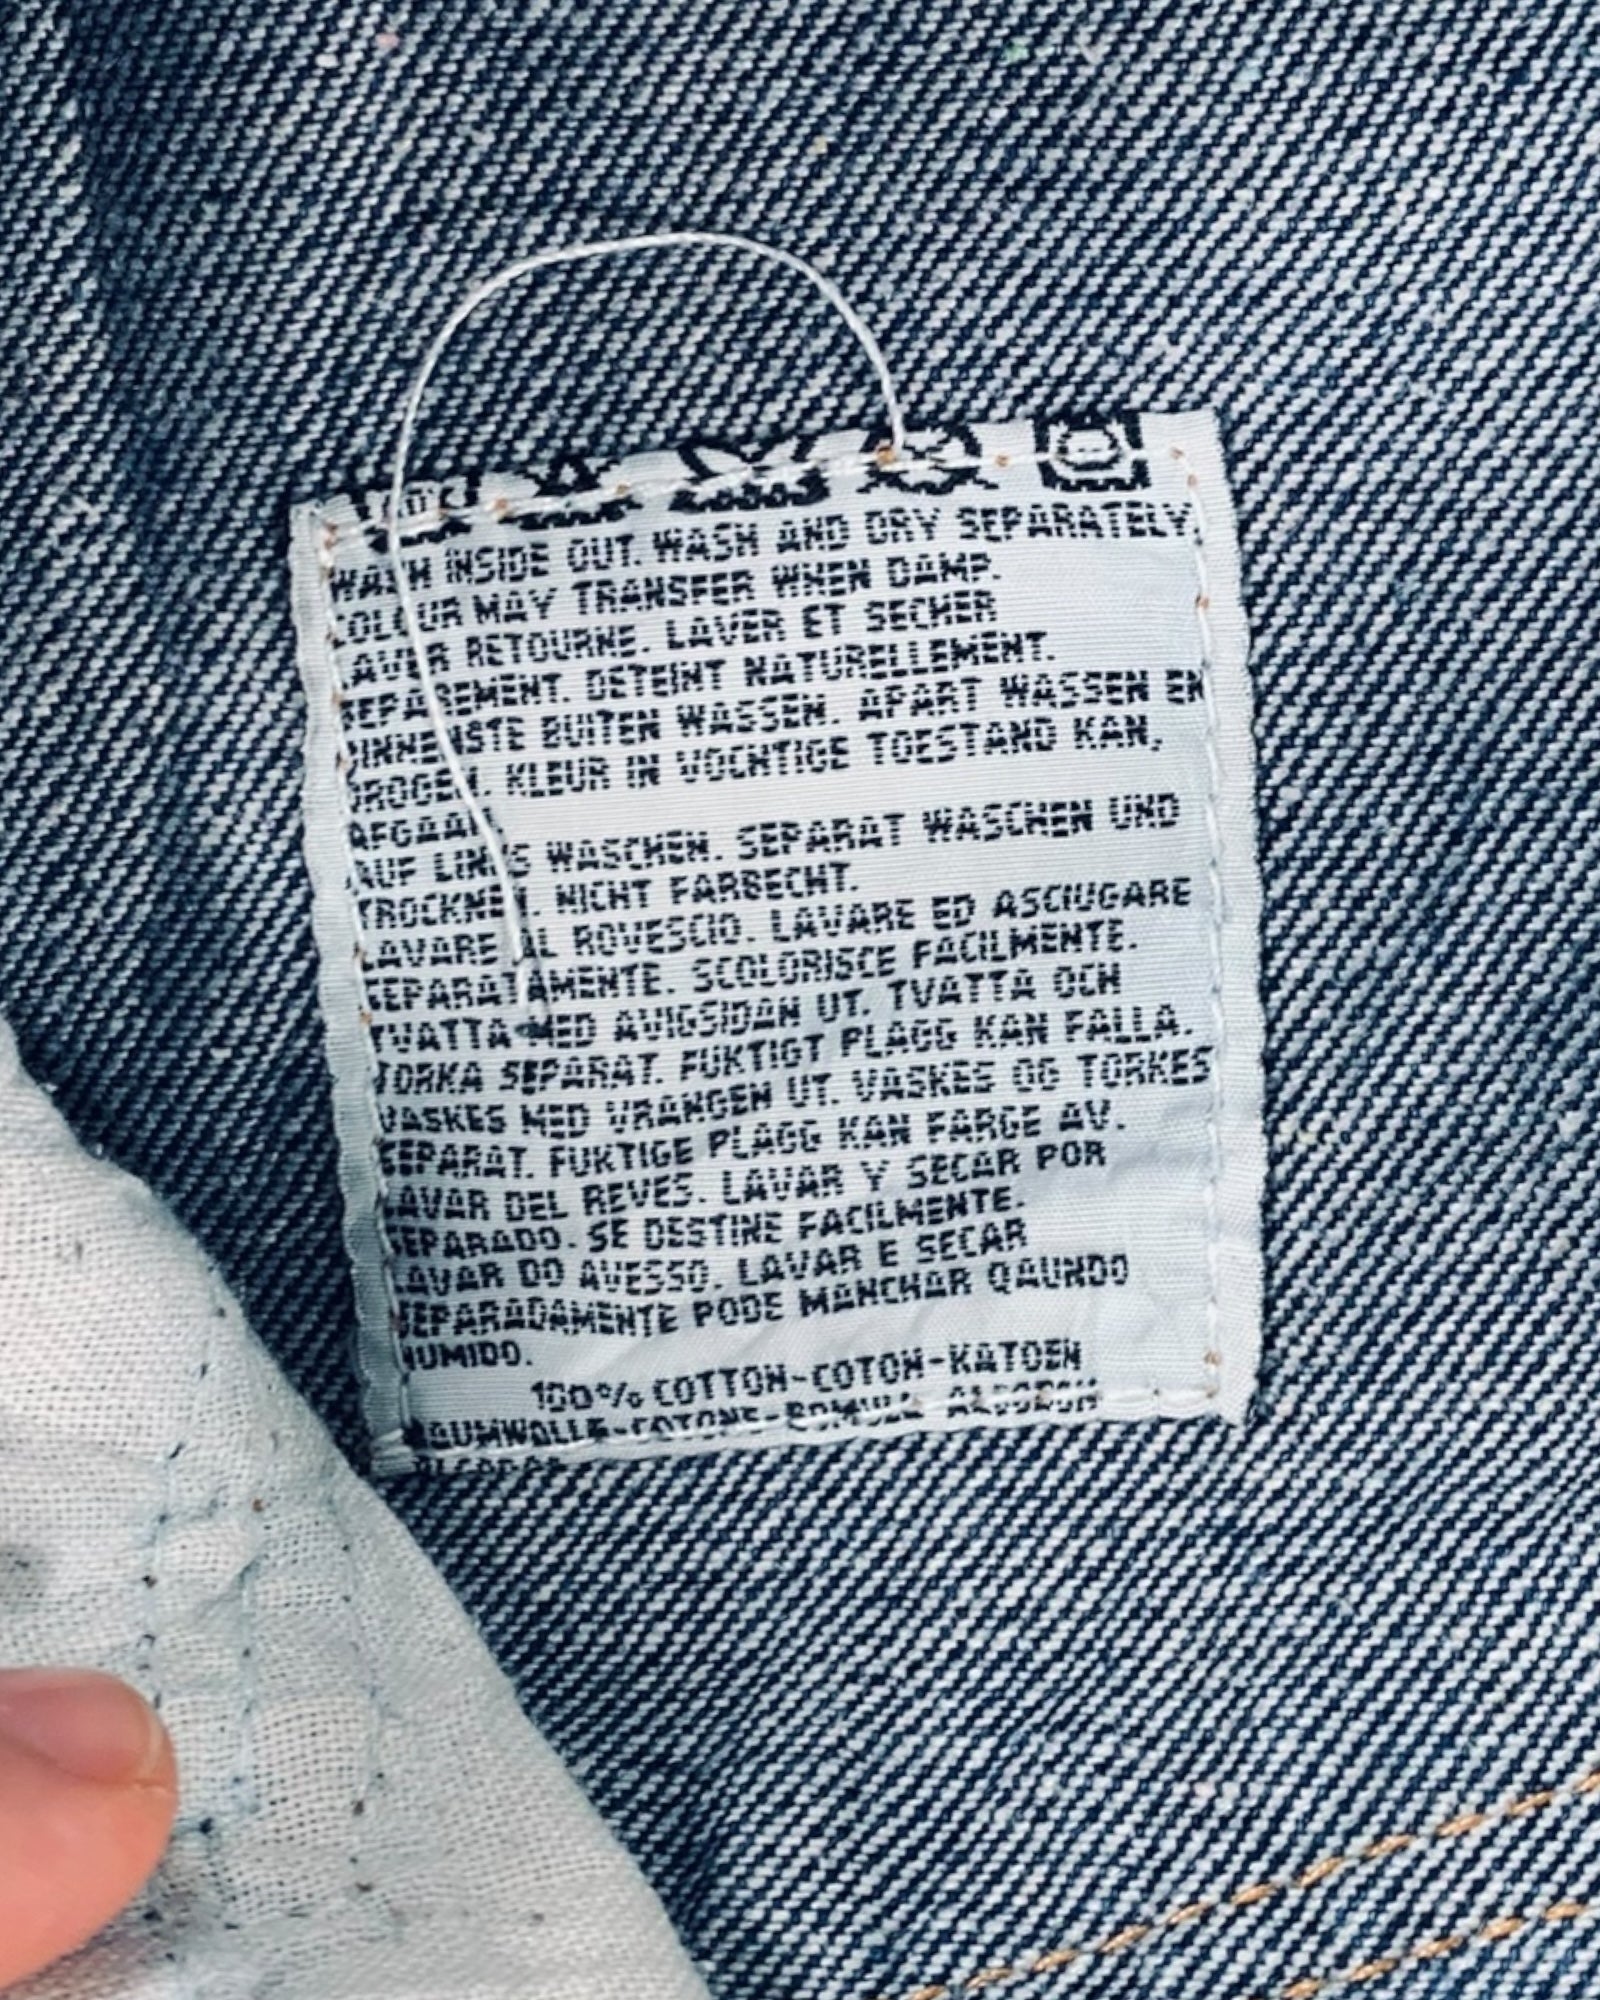 WASH INSIDE OUT. WASH AND DRY SEPARATELY.
COLOUR MAY TRANSFER WHEN DAMP.
LAVER RETOURNE. LAVER ET SECHER
SEPAREMENT. DETEINT NATURELLEMENT.
BINNENSTE BUITEN WASSEN. APART WASSEN EN
DROGEN. KLEUR IN VOCHTIGE TOESTAND KAN,
AFGAAN.
AUF LINKS WASCHEN. SEPARAT WASCHEN UND
TROCKNEN. NICHT FARBECHT.
LAVARE AL ROVESCIO. LAVARE ED ASCIUGARE
SEPARATAMENTE. SCOLORISCE FACILMENTE.
TVATTA MED AVIGSIDAN UT. TVATTA OCH
TORKA SEPARAT. FUKTIGT PLAGG KAN FALLA.
VASKES MED VRANGEN UT. VASKES OG TORKES
SEPARAT. FUKTIGE PLAGG KAN FARGE AV.
LAVAR DEL REVES. LAVAR Y SECAR POR
SEPARADO. SE DESTINE FACILMENTE.
LAVAR DO AVESSO. LAVAR E SECAR
SEPARADAMENTE PODE MANCHAR QAUNDO
HUMIDO.
100% COTTON-COTON-KATOEN
BAUMWOLLE-COTONE-BOMULL-ALGODON